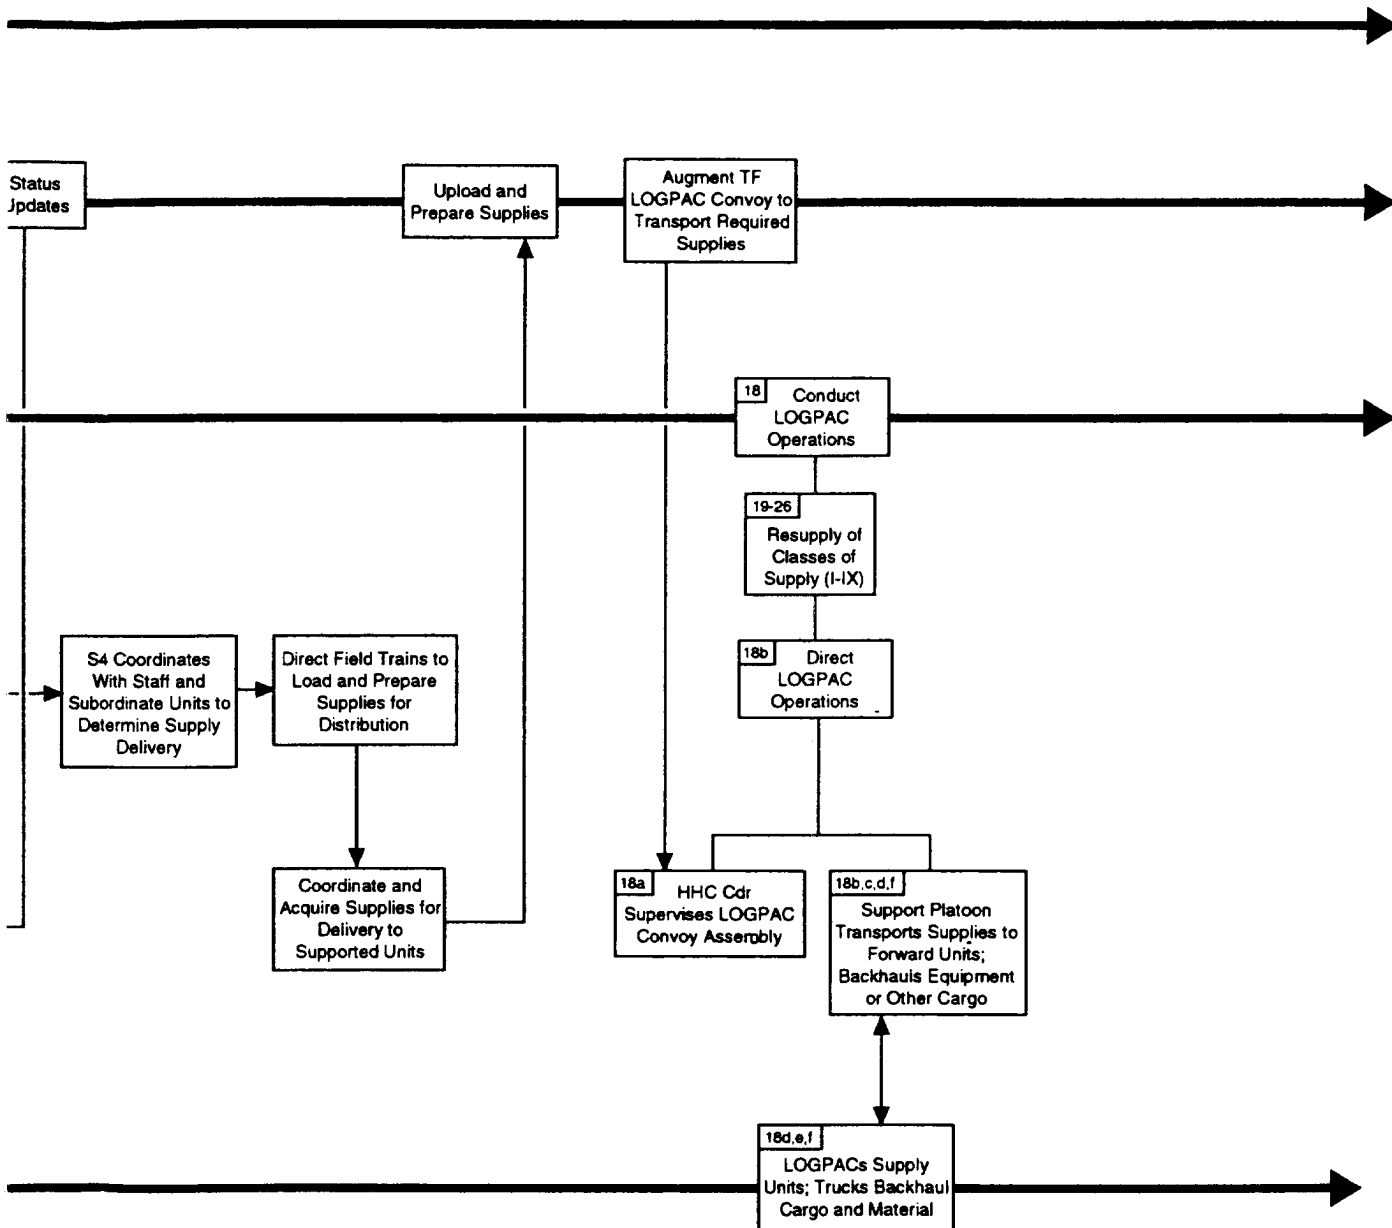 Status
Updates
Upload and
Prepare Supplies
Augment TF
LOGPAC Convoy to
Transport Required
Supplies
18
Conduct
LOGPAC
Operations
19-26
Resupply of
Classes of
Supply (I-IX)
18b
Direct
LOGPAC
Operations
S4 Coordinates
With Staff and
Subordinate Units to
Determine Supply
Delivery
Direct Field Trains to
Load and Prepare
Supplies for
Distribution
Coordinate and
Acquire Supplies for
Delivery to
Supported Units
18a
HHC Cdr
Supervises LOGPAC
Convoy Assembly
18b,c,d,f
Support Platoon
Transports Supplies to
Forward Units;
Backhauls Equipment
or Other Cargo
18d,e,f
LOGPACs Supply
Units; Trucks Backhaul
Cargo and Material